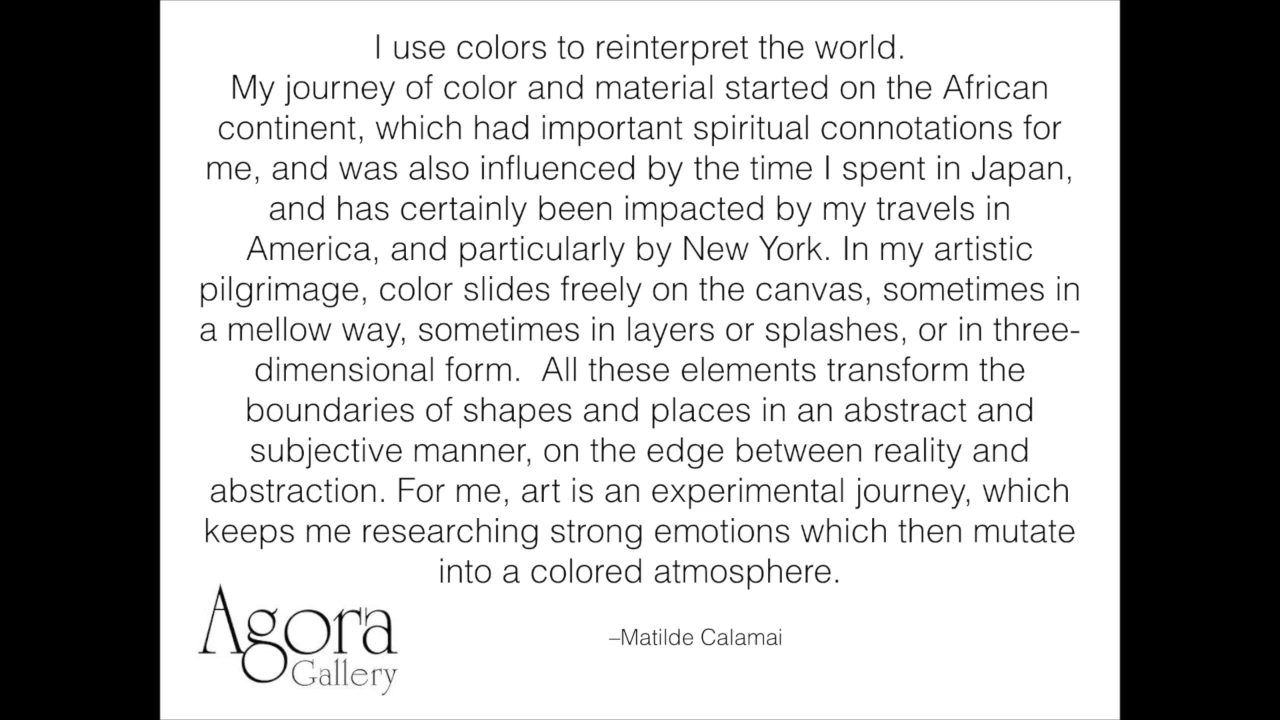 I use colors to reinterpret the world.
My journey of color and material started on the African
continent, which had important spiritual connotations for
me, and was also influenced by the time I spent in Japan,
and has certainly been impacted by my travels in
America, and particularly by New York. In my artistic
pilgrimage, color slides freely on the canvas, sometimes in
a mellow way, sometimes in layers or splashes, or in three-
dimensional form.  All these elements transform the
boundaries of shapes and places in an abstract and
subjective manner, on the edge between reality and
abstraction. For me, art is an experimental journey, which
keeps me researching strong emotions which then mutate
into a colored atmosphere.
–Matilde Calamai
Agora
Gallery